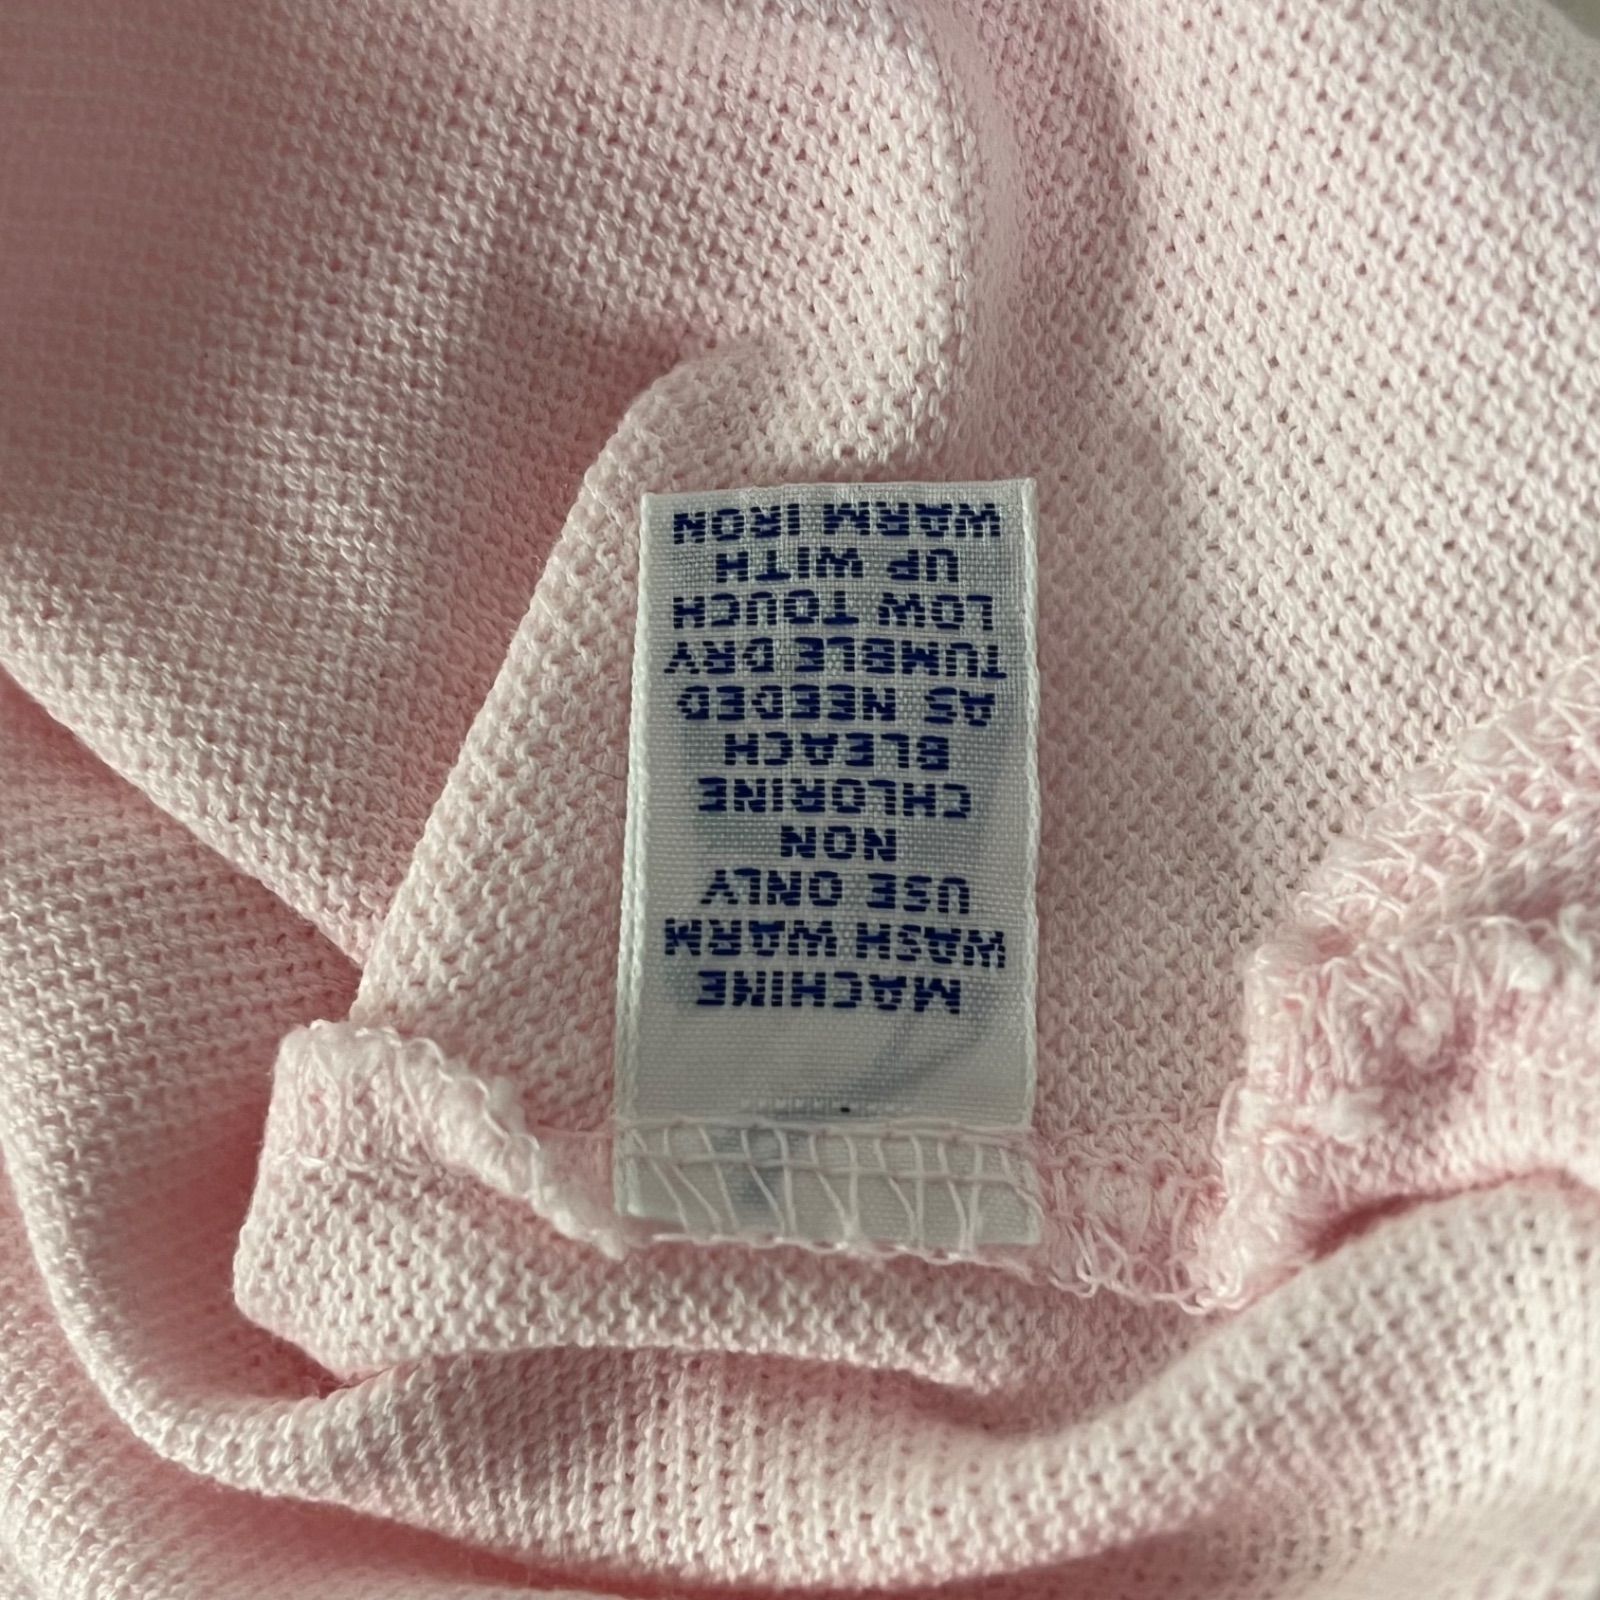 MACHINE
WASH WARM
USE ONLY
NON
CHLORINE
BLEACH
AS NEEDED
TUMBLE DRY
LOW TOUCH
UP WITH
WARM IRON